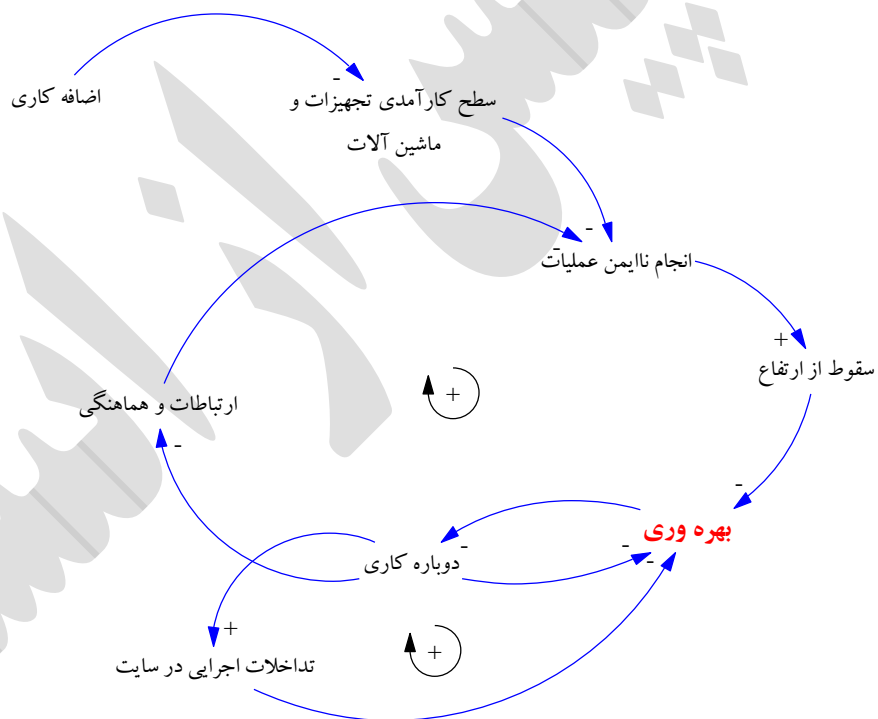 اضافه کاری
-
سطح کارآمدی تجهیزات و
ماشین آلات
-
-
انجام ناایمن عملیات
+
سقوط از ارتفاع
+
ارتباطات و هماهنگی
-
-
بهره وری
-
-
-
دوباره کاری
+
+
تداخلات اجرایی در سایت